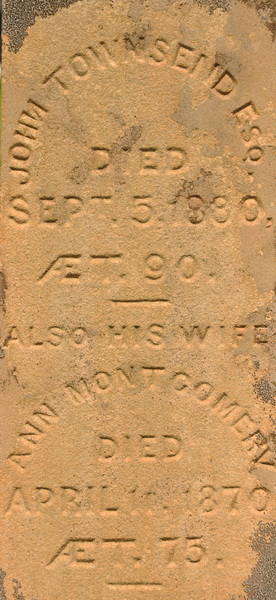 JOHN TOWNSEND ESQ.
DIED
SEPT. 5. 1880,
ÆT. 90.
ALSO HIS WIFE
ANN MONTGOMERY
DIED
APRIL 11. 1870
ÆT. 75.